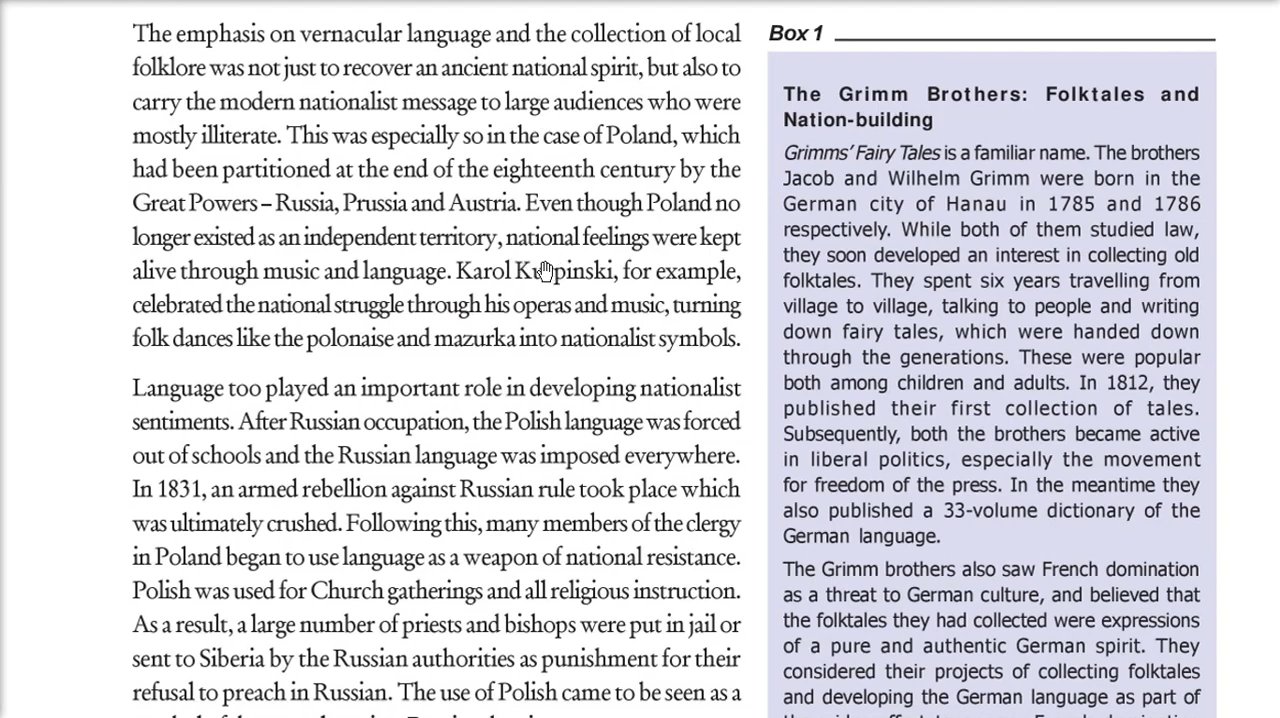 The emphasis on vernacular language and the collection of local
folklore was not just to recover an ancient national spirit, but also to
carry the modern nationalist message to large audiences who were
mostly illiterate. This was especially so in the case of Poland, which
had been partitioned at the end of the eighteenth century by the
Great Powers – Russia, Prussia and Austria. Even though Poland no
longer existed as an independent territory, national feelings were kept
alive through music and language. Karol Kurpinski, for example,
celebrated the national struggle through his operas and music, turning
folk dances like the polonaise and mazurka into nationalist symbols.
Language too played an important role in developing nationalist
sentiments. After Russian occupation, the Polish language was forced
out of schools and the Russian language was imposed everywhere.
In 1831, an armed rebellion against Russian rule took place which
was ultimately crushed. Following this, many members of the clergy
in Poland began to use language as a weapon of national resistance.
Polish was used for Church gatherings and all religious instruction.
As a result, a large number of priests and bishops were put in jail or
sent to Siberia by the Russian authorities as punishment for their
refusal to preach in Russian. The use of Polish came to be seen as a
Box 1
The Grimm Brothers: Folktales and
Nation-building
Grimms' Fairy Tales is a familiar name. The brothers
Jacob and Wilhelm Grimm were born in the
German city of Hanau in 1785 and 1786
respectively. While both of them studied law,
they soon developed an interest in collecting old
folktales. They spent six years travelling from
village to village, talking to people and writing
down fairy tales, which were handed down
through the generations. These were popular
both among children and adults. In 1812, they
published their first collection of tales.
Subsequently, both the brothers became active
in liberal politics, especially the movement
for freedom of the press. In the meantime they
also published a 33-volume dictionary of the
German language.
The Grimm brothers also saw French domination
as a threat to German culture, and believed that
the folktales they had collected were expressions
of a pure and authentic German spirit. They
considered their projects of collecting folktales
and developing the German language as part of